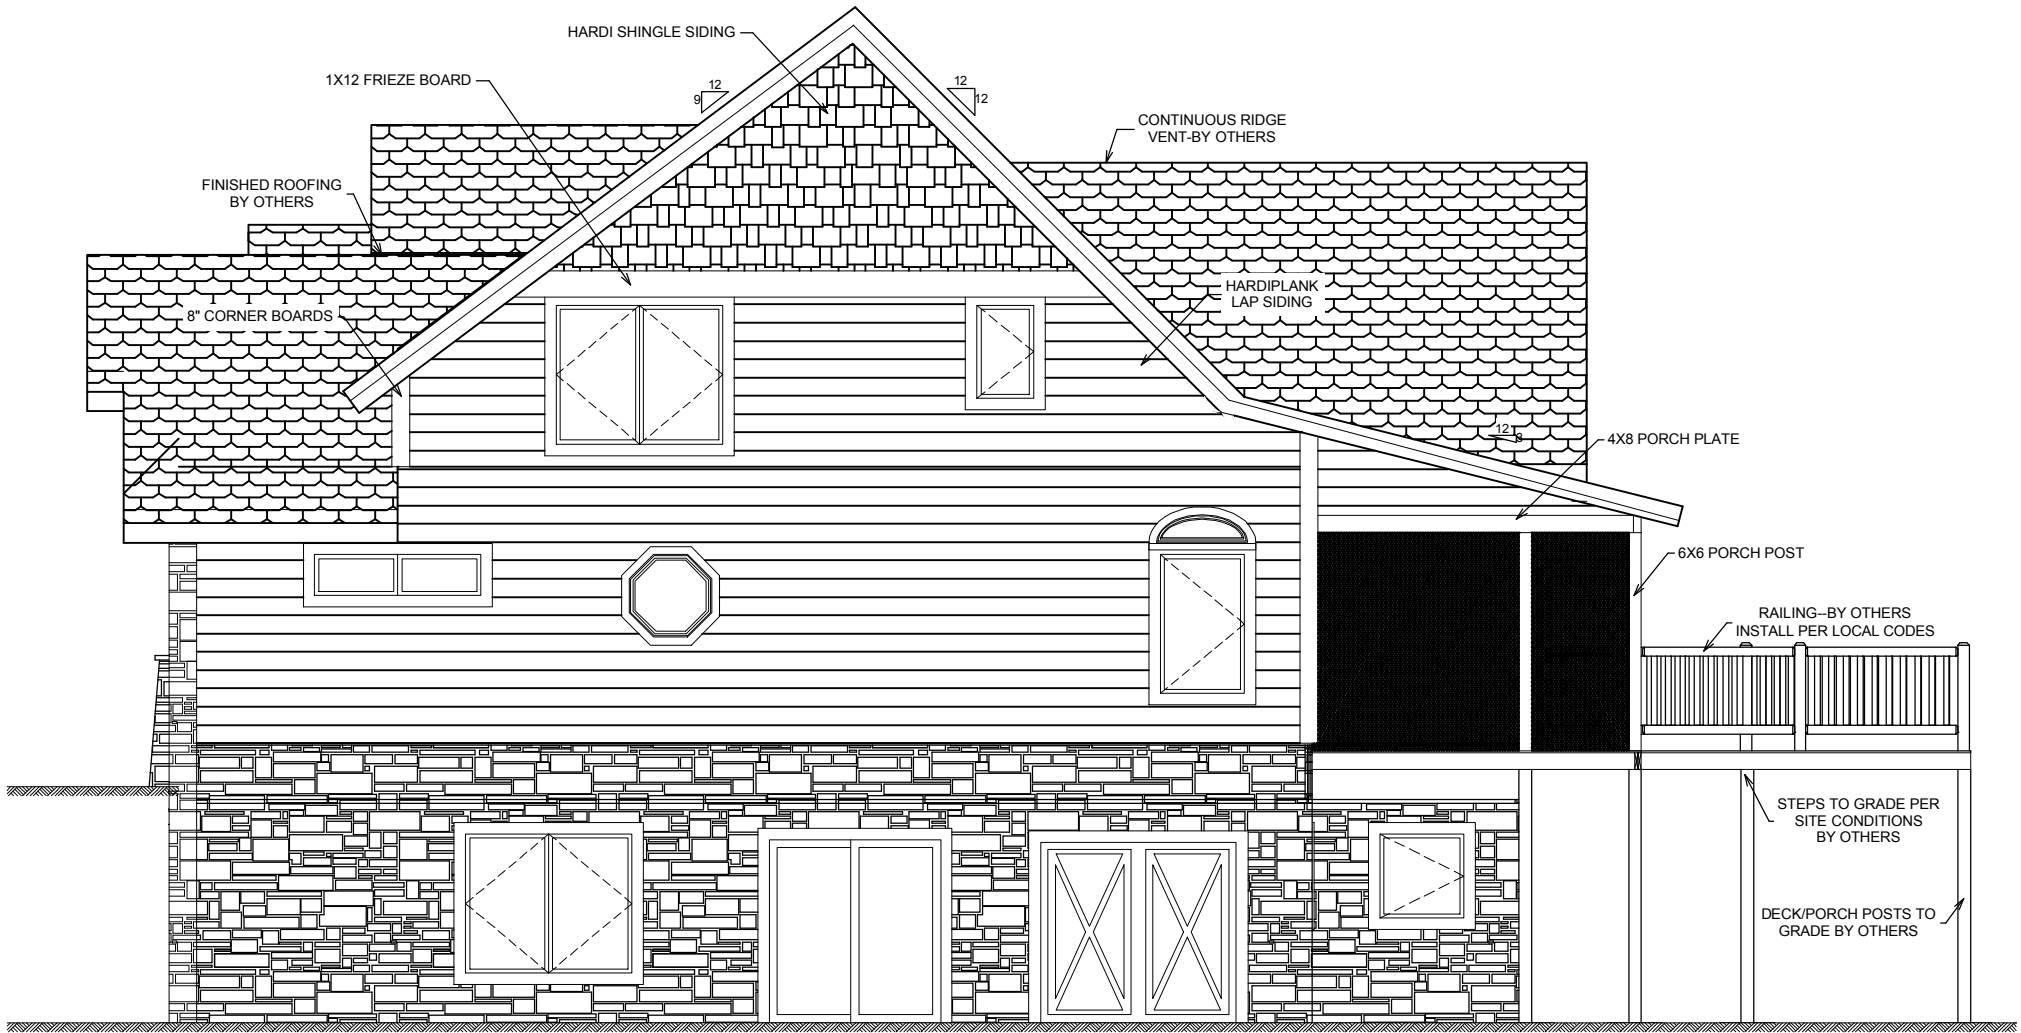 HARDI SHINGLE SIDING
1X12 FRIEZE BOARD
12
9
12
12
CONTINUOUS RIDGE
VENT-BY OTHERS
FINISHED ROOFING
BY OTHERS
HARDIPLANK
LAP SIDING
8" CORNER BOARDS
12
3
4X8 PORCH PLATE
6X6 PORCH POST
RAILING--BY OTHERS
INSTALL PER LOCAL CODES
STEPS TO GRADE PER
SITE CONDITIONS
BY OTHERS
DECK/PORCH POSTS TO
GRADE BY OTHERS